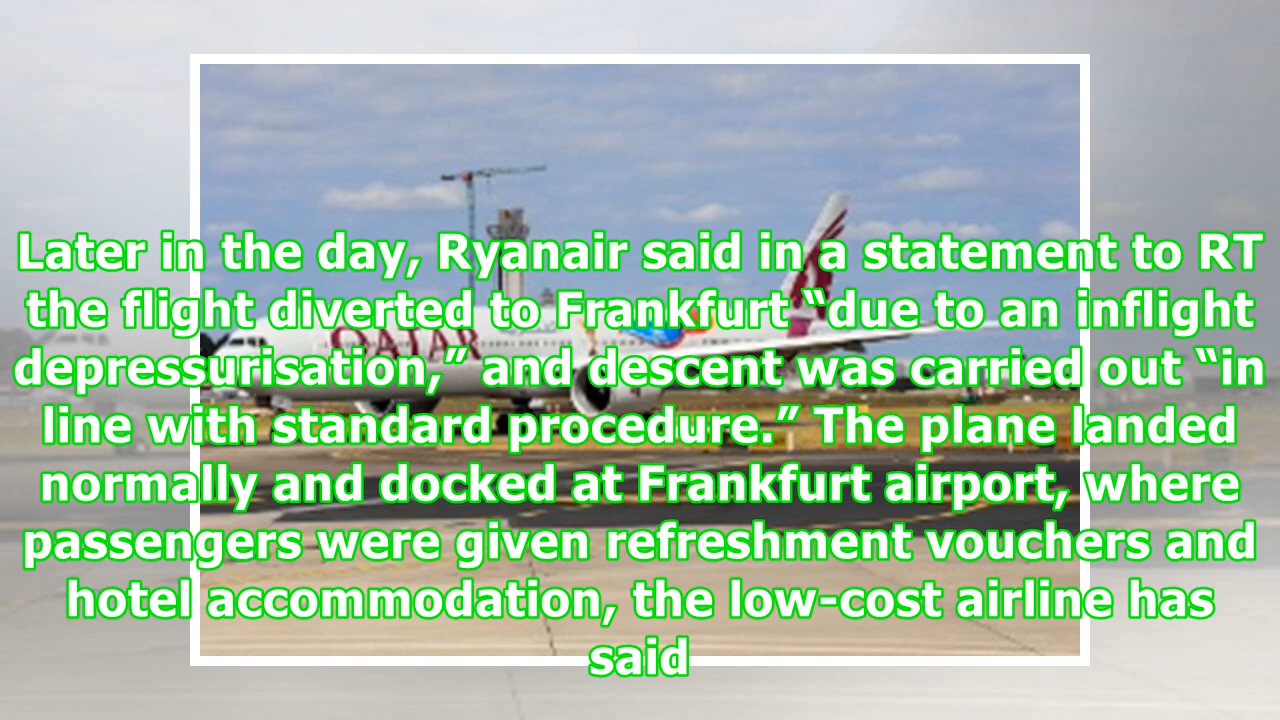 Later in the day, Ryanair said in a statement to RT
the flight diverted to Frankfurt “due to an inflight
depressurisation,” and descent was carried out “in
line with standard procedure.” The plane landed
normally and docked at Frankfurt airport, where
passengers were given refreshment vouchers and
hotel accommodation, the low-cost airline has
said
QATAR